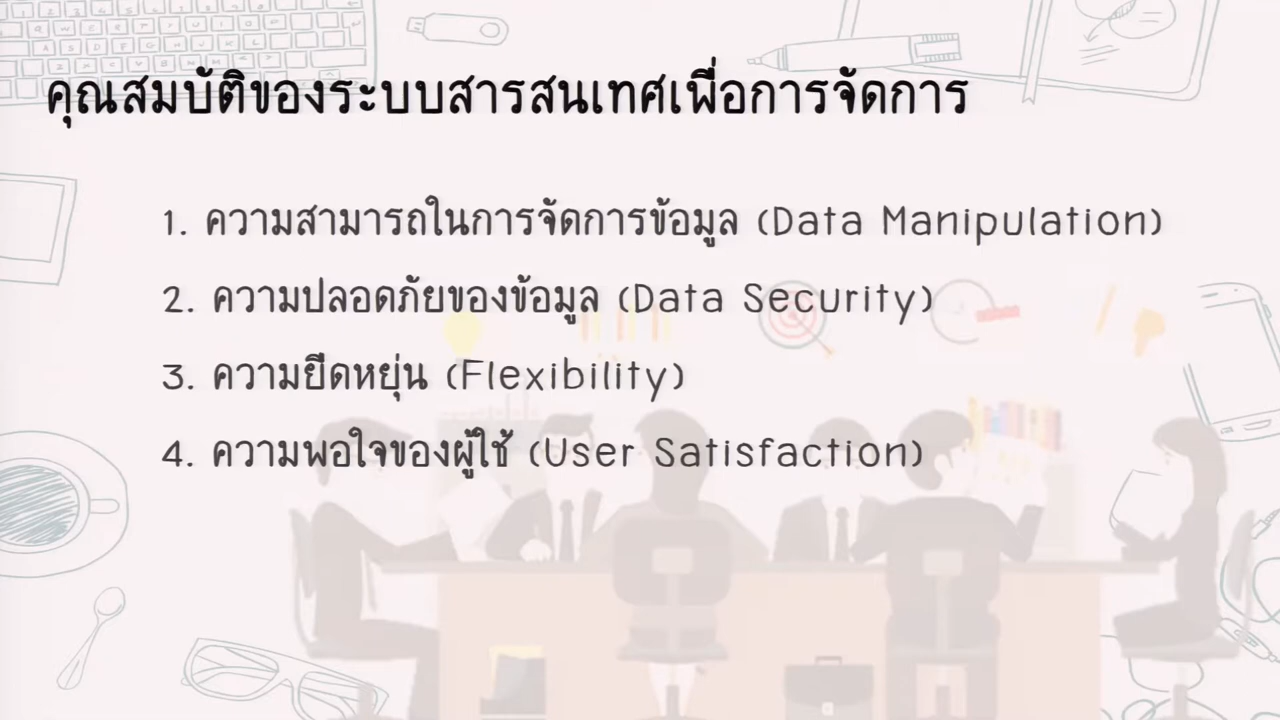 คุณสมบัติของระบบสารสนเทศเพื่อการจัดการ
1. ความสามารถในการจัดการข้อมูล (Data Manipulation)
2. ความปลอดภัยของข้อมูล (Data Security)
3. ความยืดหยุ่น (Flexibility)
4. ความพอใจของผู้ใช้ (User Satisfaction)